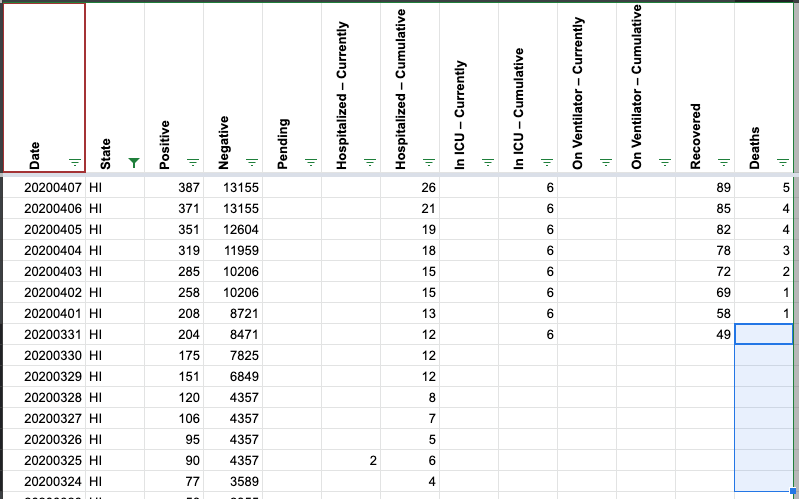 Date State Positive Negative Pending Hospitalized – Currently Hospitalized – Cumulative In ICU – Currently In ICU – Cumulative On Ventilator – Currently On Ventilator – Cumulative Recovered Deaths
20200407 HI 387 13155 26 6 89 5
20200406 HI 371 13155 21 6 85 4
20200405 HI 351 12604 19 6 82 4
20200404 HI 319 11959 18 6 78 3
20200403 HI 285 10206 15 6 72 2
20200402 HI 258 10206 15 6 69 1
20200401 HI 208 8721 13 6 58 1
20200331 HI 204 8471 12 6 49
20200330 HI 175 7825 12
20200329 HI 151 6849 12
20200328 HI 120 4357 8
20200327 HI 106 4357 7
20200326 HI 95 4357 5
20200325 HI 90 4357 2 6
20200324 HI 77 3589 4